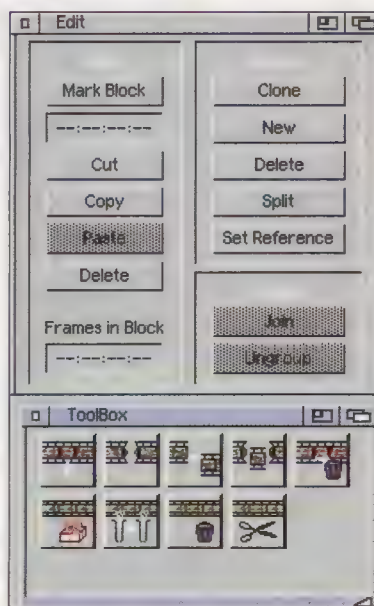 Edit
Mark Block
--:--:--:--
Cut
Copy
Paste
Delete
Frames in Block
--:--:--:--
Clone
New
Delete
Split
Set Reference
Join
Ungroup
ToolBox